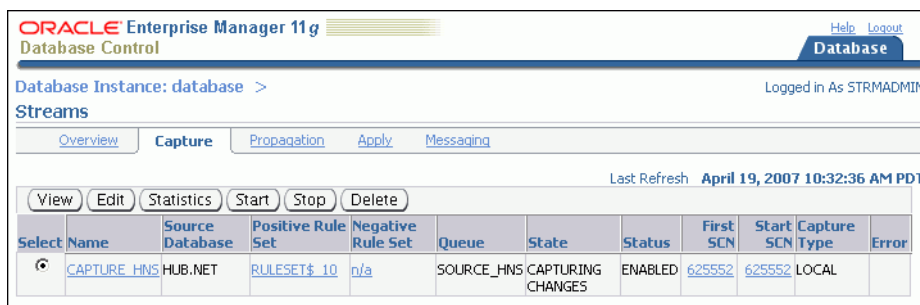 ORACLE Enterprise Manager 11g
Database Control
Help Logout
Database
Database Instance: database >
Logged in As STRMADMIN
Streams
Overview Capture Propagation Apply Messaging
Last Refresh April 19, 2007 10:32:36 AM PDT
View Edit Statistics Start Stop Delete
Select Name Source Database Positive Rule Set Negative Rule Set Queue State Status First SCN Start SCN Capture Type Error
CAPTURE_HNS HUB.NET RULESET$_10 n/a SOURCE_HNS CAPTURING CHANGES ENABLED 625552 625552 LOCAL